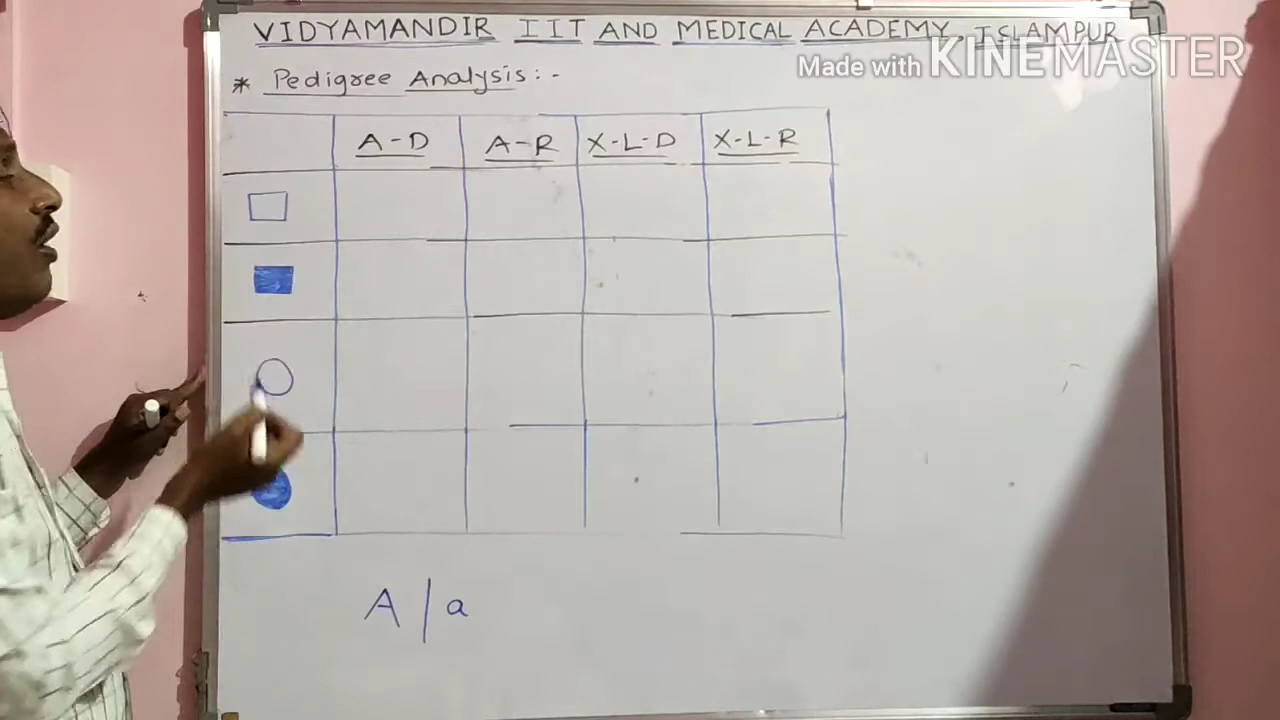 VIDYAMANDIR IIT AND MEDICAL ACADEMY, ISLAMPUR
Made with KINEMASTER
* Pedigree Analysis:-
A-D A-R X-L-D X-L-R
A | a